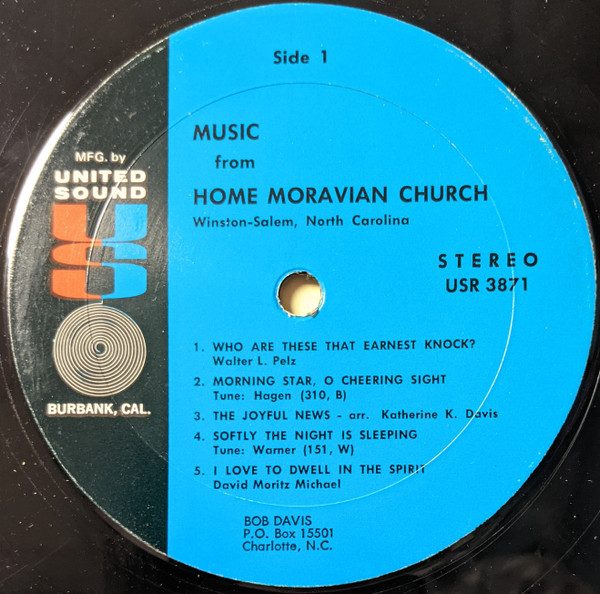 Side 1
MFG. by
UNITED
SOUND
US
BURBANK, CAL.
MUSIC
from
HOME MORAVIAN CHURCH
Winston-Salem, North Carolina
STEREO
USR 3871
1. WHO ARE THESE THAT EARNEST KNOCK?
Walter L. Pelz
2. MORNING STAR, O CHEERING SIGHT
Tune: Hagen (310, B)
3. THE JOYFUL NEWS - arr. Katherine K. Davis
4. SOFTLY THE NIGHT IS SLEEPING
Tune: Warner (151, W)
5. I LOVE TO DWELL IN THE SPIRIT
David Moritz Michael
BOB DAVIS
P.O. Box 15501
Charlotte, N.C.